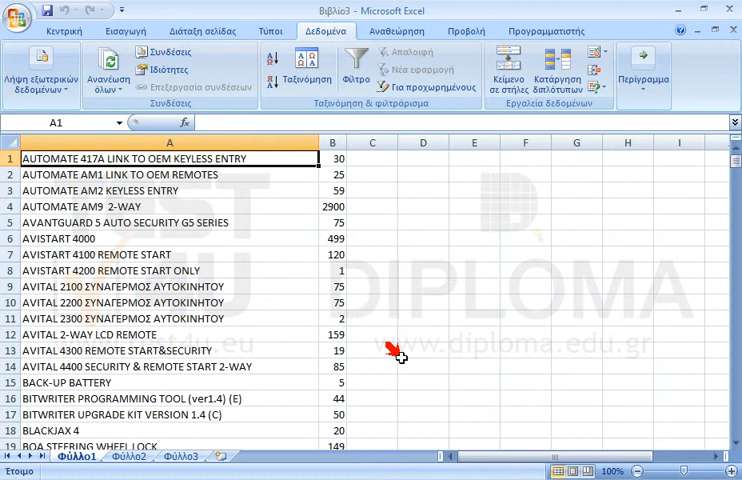 Βιβλίο3 - Microsoft Excel
Κεντρική Εισαγωγή Διάταξη σελίδας Τύποι Δεδομένα Αναθεώρηση Προβολή Προγραμματιστής
Λήψη εξωτερικών δεδομένων
Ανανέωση όλων
Συνδέσεις
Ιδιότητες
Επεξεργασία συνδέσεων
Συνδέσεις
Ταξινόμηση
Φίλτρο
Απαλοιφή
Νέα εφαρμογή
Για προχωρημένους
Ταξινόμηση & φιλτράρισμα
Κείμενο σε στήλες
Κατάργηση διπλότυπων
Εργαλεία δεδομένων
Περίγραμμα
A1 fx
A B C D E F G H I
1 AUTOMATE 417A LINK TO OEM KEYLESS ENTRY 30
2 AUTOMATE AM1 LINK TO OEM REMOTES 25
3 AUTOMATE AM2 KEYLESS ENTRY 59
4 AUTOMATE AM9 2-WAY 2900
5 AVANTGUARD 5 AUTO SECURITY G5 SERIES 75
6 AVISTART 4000 499
7 AVISTART 4100 REMOTE START 120
8 AVISTART 4200 REMOTE START ONLY 1
9 AVITAL 2100 ΣΥΝΑΓΕΡΜΟΣ ΑΥΤΟΚΙΝΗΤΟΥ 75
10 AVITAL 2200 ΣΥΝΑΓΕΡΜΟΣ ΑΥΤΟΚΙΝΗΤΟΥ 75
11 AVITAL 2300 ΣΥΝΑΓΕΡΜΟΣ ΑΥΤΟΚΙΝΗΤΟΥ 2
12 AVITAL 2-WAY LCD REMOTE 159
13 AVITAL 4300 REMOTE START&SECURITY 19
14 AVITAL 4400 SECURITY & REMOTE START 2-WAY 85
15 BACK-UP BATTERY 5
16 BITWRITER PROGRAMMING TOOL (ver1.4) (E) 44
17 BITWRITER UPGRADE KIT VERSION 1.4 (C) 50
18 BLACKJAX 4 20
19 BOA STEERING WHEEL LOCK 149
DIPLOMA
www.diploma.edu.gr
Φύλλο1 Φύλλο2 Φύλλο3
Έτοιμο 100%